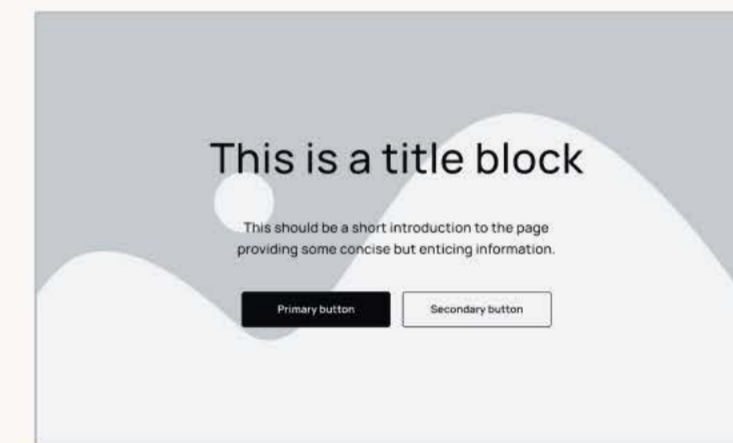 This is a title block
This should be a short introduction to the page
providing some concise but enticing information.
Primary button
Secondary button